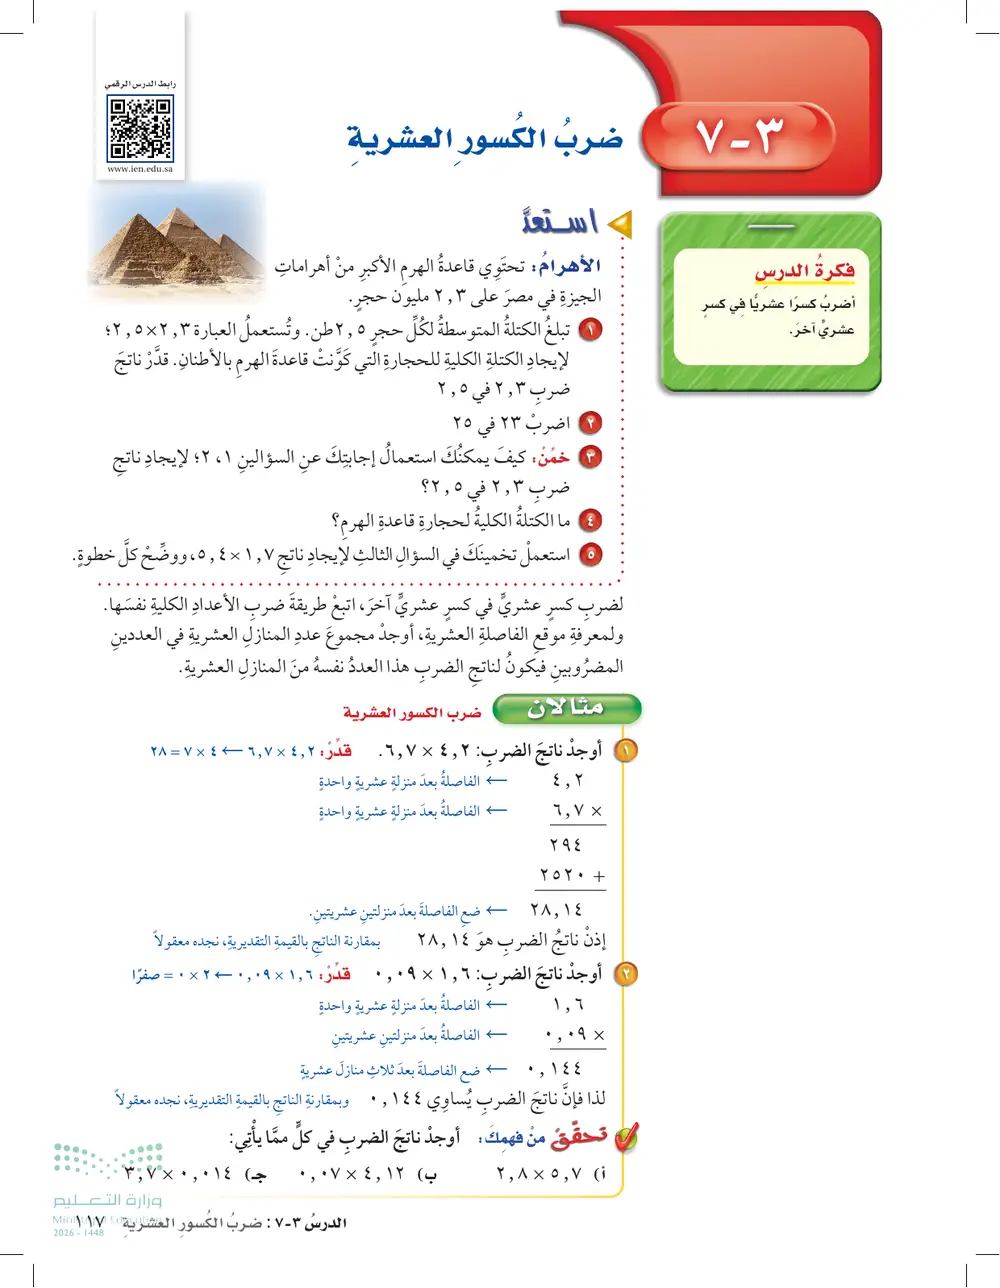 رابط الدرس الرقمي
www.ien.edu.sa
٣ - ٧
ضربُ الكُسورِ العشريةِ
فكرةُ الدرسِ
أضربُ كسرًا عشريًّا فِي كسرٍ
عشريٍّ آخرَ.
استعدَّ
الأهرامُ: تحتَوِي قاعدةُ الهرمِ الأكبرِ منْ أهراماتِ
الجيزةِ في مصرَ على ٢,٣ مليون حجرٍ.
١ تبلغُ الكتلةُ المتوسطةُ لكُلِّ حجرٍ ٢,٥ طن. وتُستعملُ العبارة ٢,٣ × ٢,٥؛
لإيجادِ الكتلةِ الكليةِ للحجارةِ التي كَوَّنتْ قاعدةَ الهرمِ بالأطنانِ. قدَّرْ ناتجَ
ضربِ ٢,٣ في ٢,٥
٢ اضربْ ٢٣ في ٢٥
٣ خمِّنْ: كيفَ يمكنُكَ استعمالُ إجابتِكَ عنِ السؤالينِ ١، ٢؛ لإيجادِ ناتجِ
ضربِ ٢,٣ في ٢,٥؟
٤ ما الكتلةُ الكليةُ لحجارةِ قاعدةِ الهرمِ؟
٥ استعملْ تخمينَكَ في السؤالِ الثالثِ لإيجادِ ناتجِ ١,٧ × ٥,٤، ووضِّحْ كلَّ خطوةٍ.
لضربِ كسرٍ عشريٍّ في كسرٍ عشريٍّ آخرَ، اتبعْ طريقةَ ضربِ الأعدادِ الكليةِ نفسَها.
ولمعرفةِ موقعِ الفاصلةِ العشريةِ، أوجدْ مجموعَ عددِ المنازلِ العشريةِ في العددينِ
المضرُوبينِ فيكونُ لناتجِ الضربِ هذا العددُ نفسهُ منَ المنازلِ العشريةِ.
مثالان
ضرب الكسور العشرية
١ أوجدْ ناتجَ الضربِ: ٤,٢ × ٦,٧. قدِّرْ: ٤,٢ × ٦,٧ ← ٤ × ٧ = ٢٨
٤,٢ ← الفاصلةُ بعدَ منزلةٍ عشريةٍ واحدةٍ
× ٦,٧ ← الفاصلةُ بعدَ منزلةٍ عشريةٍ واحدةٍ
٢٩٤
+ ٢٥٢٠
٢٨,١٤ ← ضعِ الفاصلةَ بعدَ منزلتينِ عشريتينِ.
إذنْ ناتجُ الضربِ هوَ ٢٨,١٤ بمقارنة الناتجِ بالقيمةِ التقديريةِ، نجده معقولاً
٢ أوجدْ ناتجَ الضربِ: ١,٦ × ٠,٠٩ قدِّرْ: ١,٦ × ٠,٠٩ ← ٢ × ٠ = صفرًا
١,٦ ← الفاصلةُ بعدَ منزلةٍ عشريةٍ واحدةٍ
× ٠,٠٩ ← الفاصلةُ بعدَ منزلتينِ عشريتينِ
٠,١٤٤ ← ضع الفاصلةَ بعدَ ثلاثِ منازلَ عشريةٍ
لذا فإنَّ ناتجَ الضربِ يُساوِي ٠,١٤٤ وبمقارنةِ الناتجِ بالقيمةِ التقديريةِ، نجده معقولاً
تحقّقْ منْ فهمِكَ: أوجدْ ناتجَ الضربِ في كلٍّ ممَّا يأْتِي:
أ) ٥,٧ × ٢,٨ ب) ٤,١٢ × ٠,٠٧ جـ) ٠,٠١٤ × ٣,٧
وزارة التعليم
Ministry of Education
2026 - 1448
الدرسُ ٣-٧ : ضربُ الكُسورِ العشريةِ ١١٧